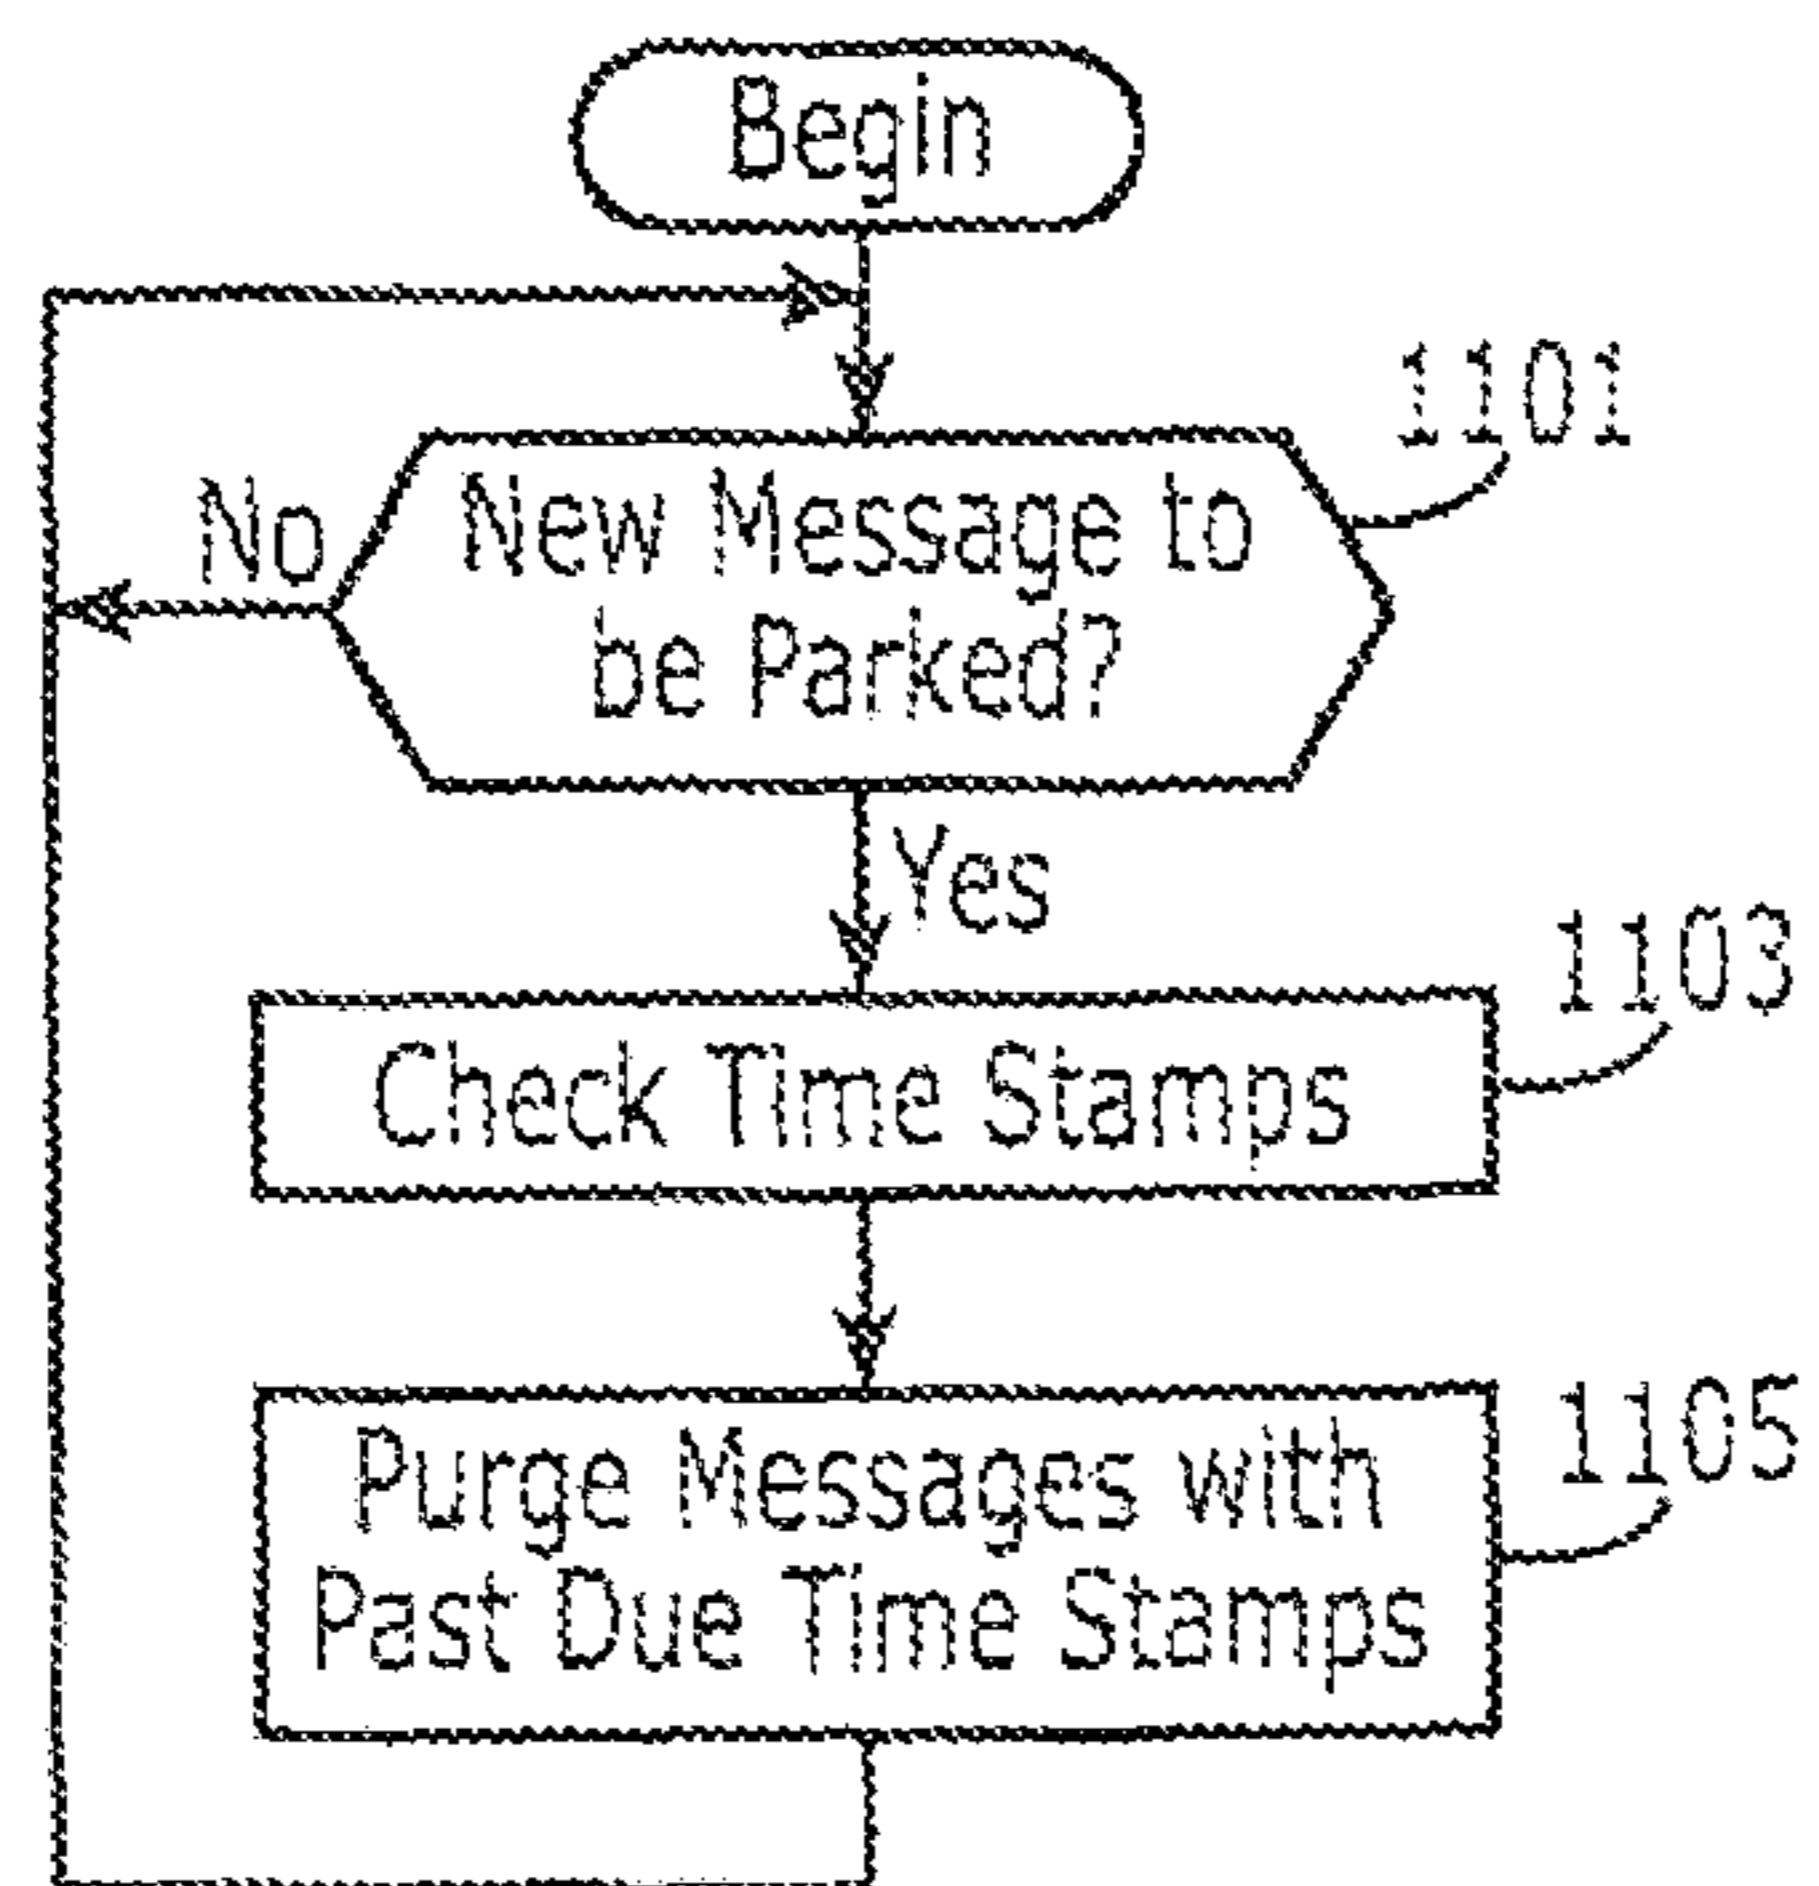 Begin
1101
No
New Message to
be Parked?
Yes
1103
Check Time Stamps
1105
Purge Messages with
Past Due Time Stamps